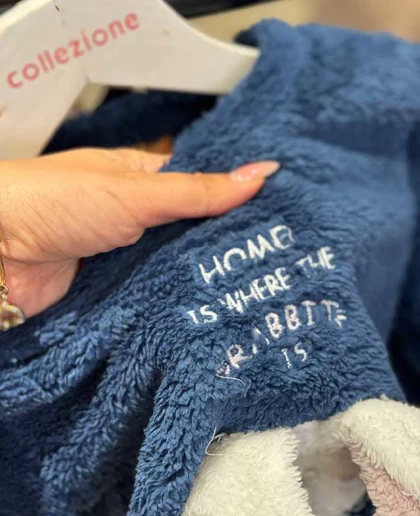 collezione
HOME
IS WHERE THE
RABBIT
IS